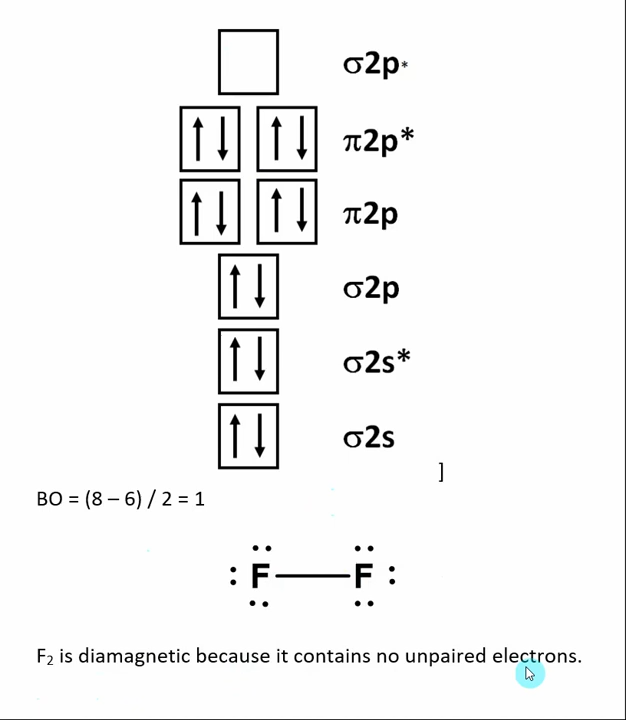 σ2p*
π2p*
π2p
σ2p
σ2s*
σ2s
]
BO = (8 – 6) / 2 = 1
: F — F :
F₂ is diamagnetic because it contains no unpaired electrons.